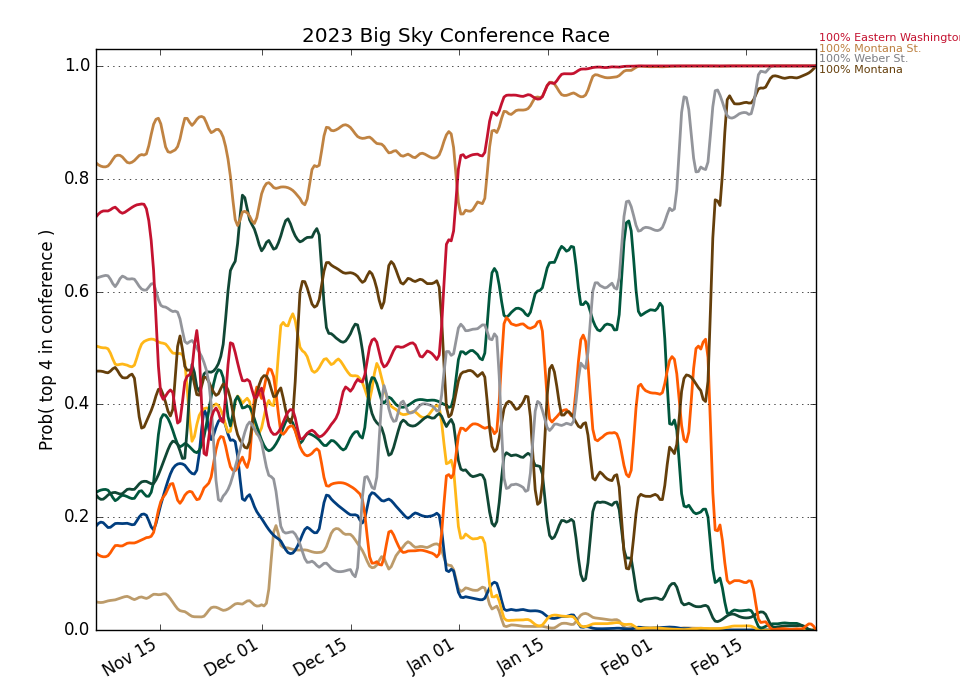 2023 Big Sky Conference Race
100% Eastern Washington
100% Montana St.
100% Weber St.
100% Montana
Prob( top 4 in conference )
1.0
0.8
0.6
0.4
0.2
0.0
Nov 15
Dec 01
Dec 15
Jan 01
Jan 15
Feb 01
Feb 15